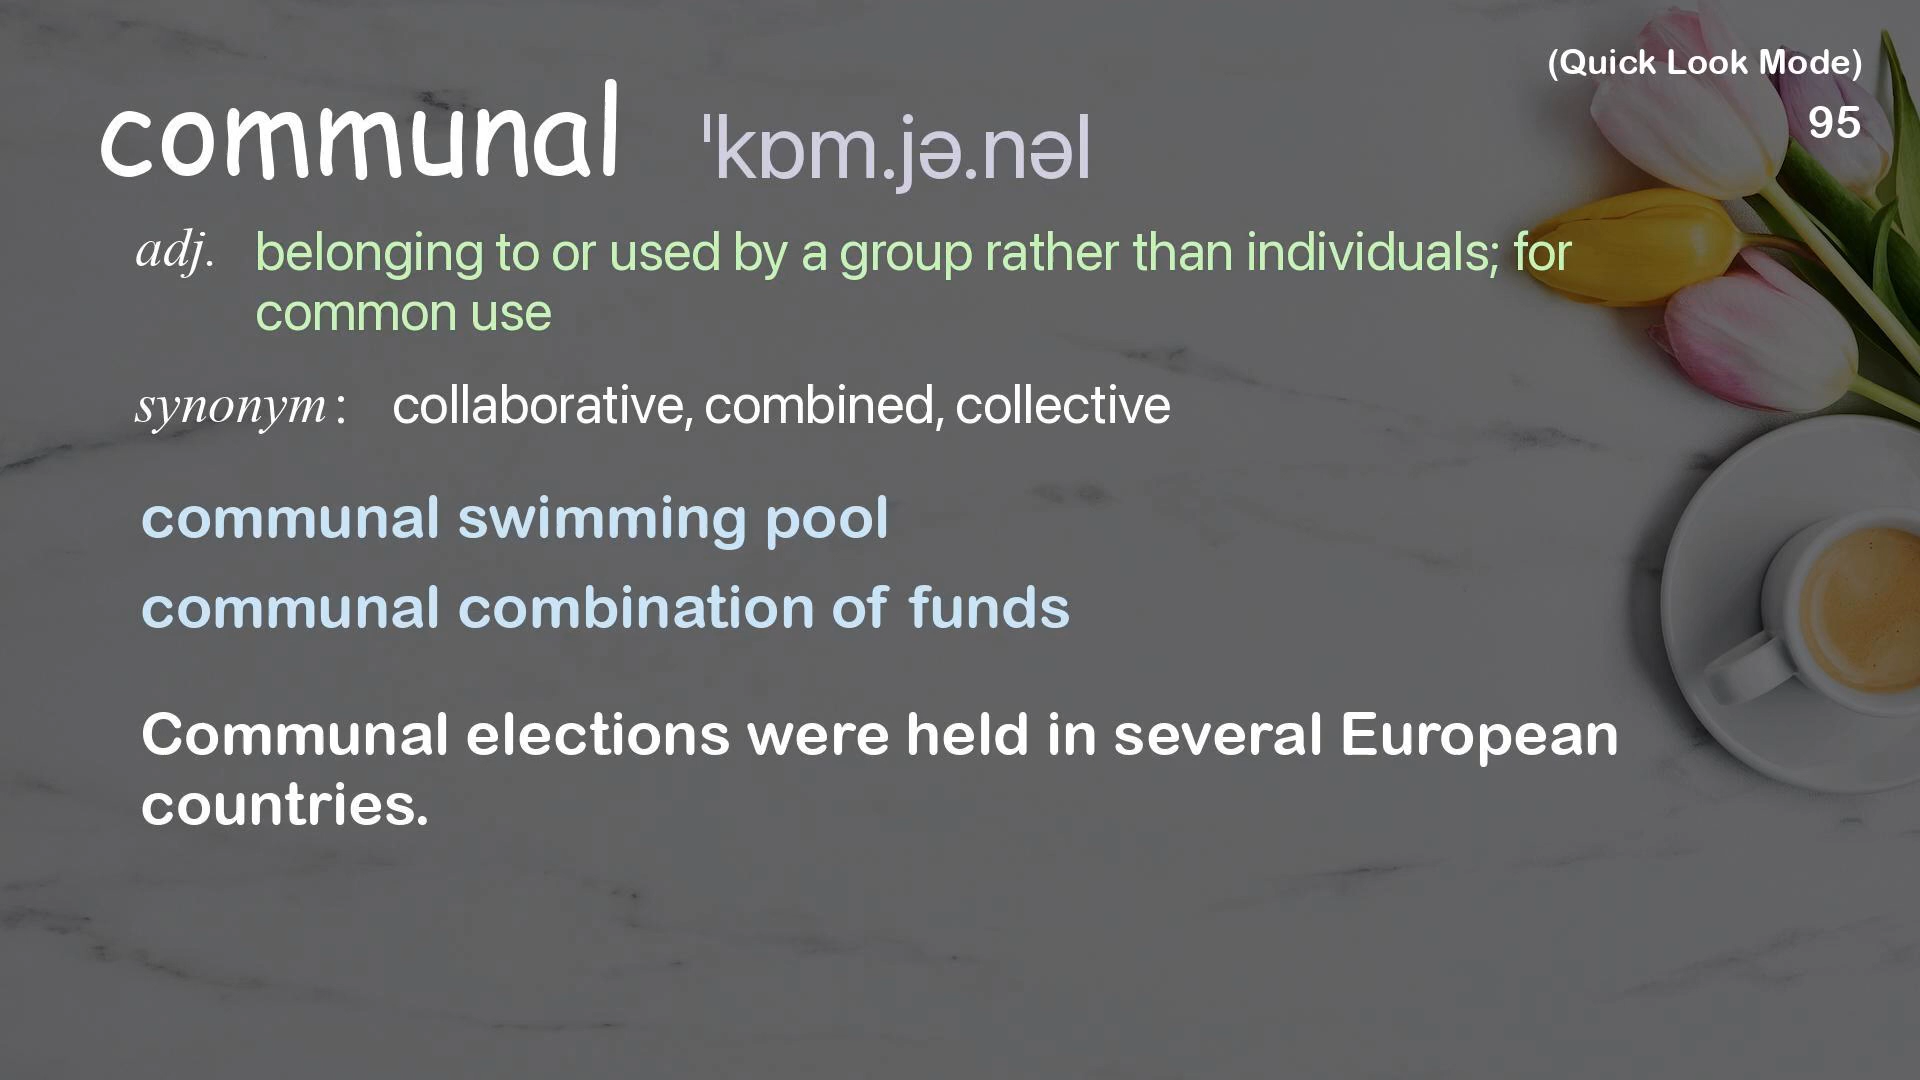 (Quick Look Mode)
95
communal ˈkɒm.jə.nəl
adj. belonging to or used by a group rather than individuals; for
common use
synonym : collaborative, combined, collective
communal swimming pool
communal combination of funds
Communal elections were held in several European
countries.